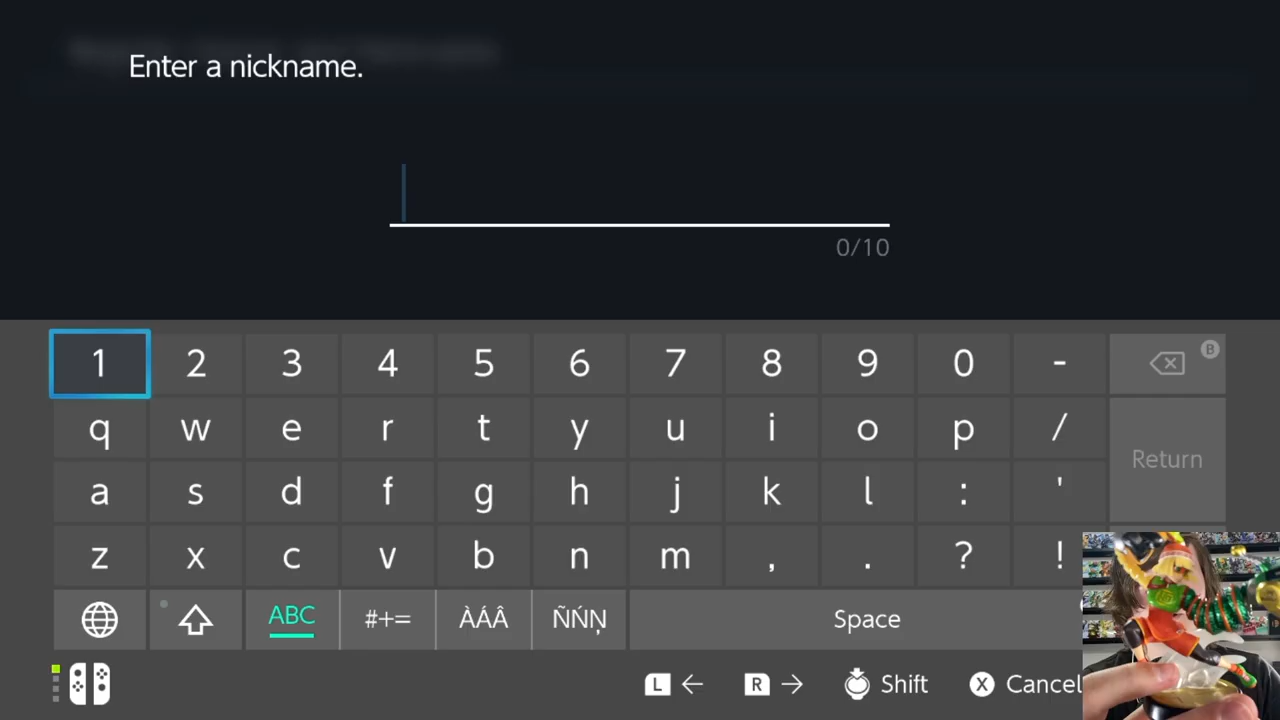 Enter a nickname.
0/10
1 2 3 4 5 6 7 8 9 0 - B
q w e r t y u i o p /
Return
a s d f g h j k l : '
z x c v b n m , . ? !
ABC #+= ÀÁÂ ÑŃŅ Space
L ← R → Shift X Cancel